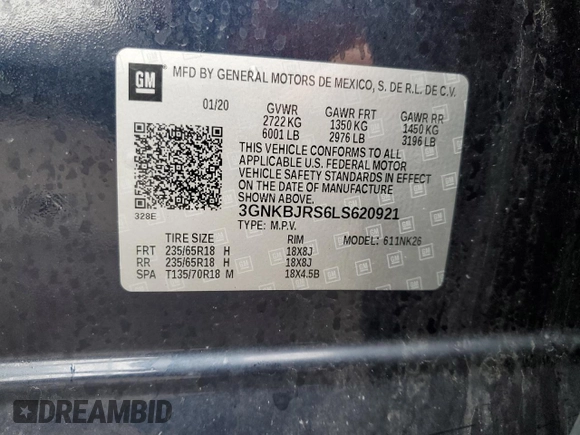 GM
MFD BY GENERAL MOTORS DE MEXICO, S. DE R.L. DE C.V.
01/20 GVWR GAWR FRT GAWR RR
2722 KG 1350 KG 1450 KG
6001 LB 2976 LB 3196 LB
THIS VEHICLE CONFORMS TO ALL
APPLICABLE U.S. FEDERAL MOTOR
VEHICLE SAFETY STANDARDS IN EFFECT
ON THE DATE OF MANUFACTURE
SHOWN ABOVE.
328E
3GNKBJRS6LS620921
TYPE: M.P.V. MODEL: 611NK26
TIRE SIZE RIM
FRT 235/65R18 H 18X8J
RR 235/65R18 H 18X8J
SPA T135/70R18 M 18X4.5B
DREAMBID